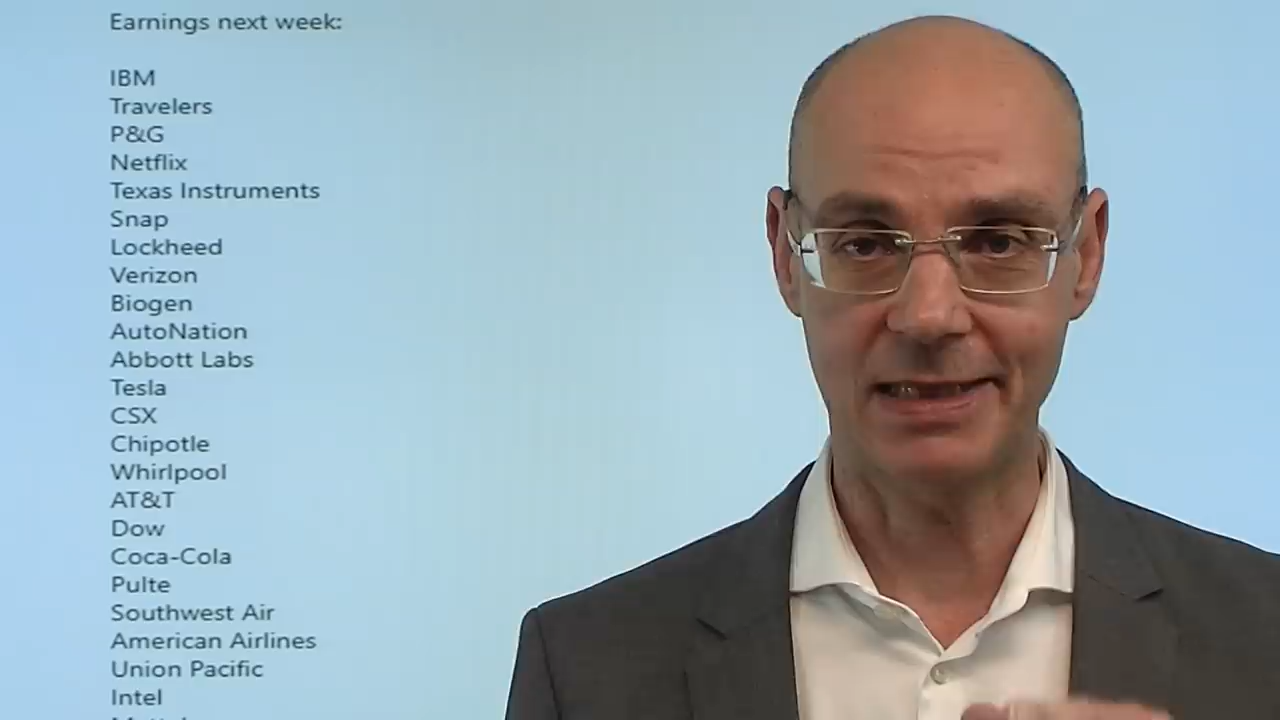 Earnings next week:
IBM
Travelers
P&G
Netflix
Texas Instruments
Snap
Lockheed
Verizon
Biogen
AutoNation
Abbott Labs
Tesla
CSX
Chipotle
Whirlpool
AT&T
Dow
Coca-Cola
Pulte
Southwest Air
American Airlines
Union Pacific
Intel